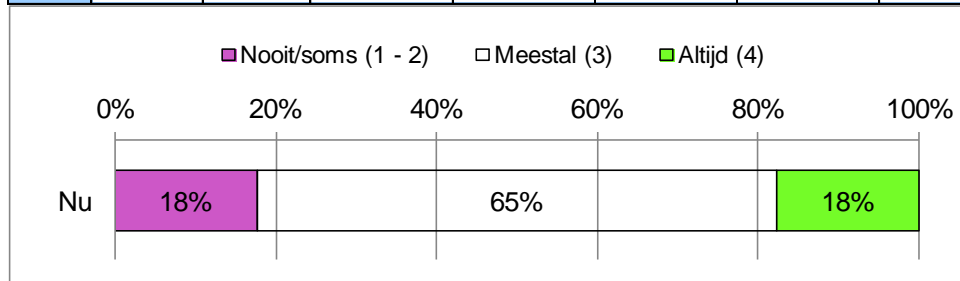 Nooit/soms (1 - 2) Meestal (3) Altijd (4)
0% 20% 40% 60% 80% 100%
Nu 18% 65% 18%